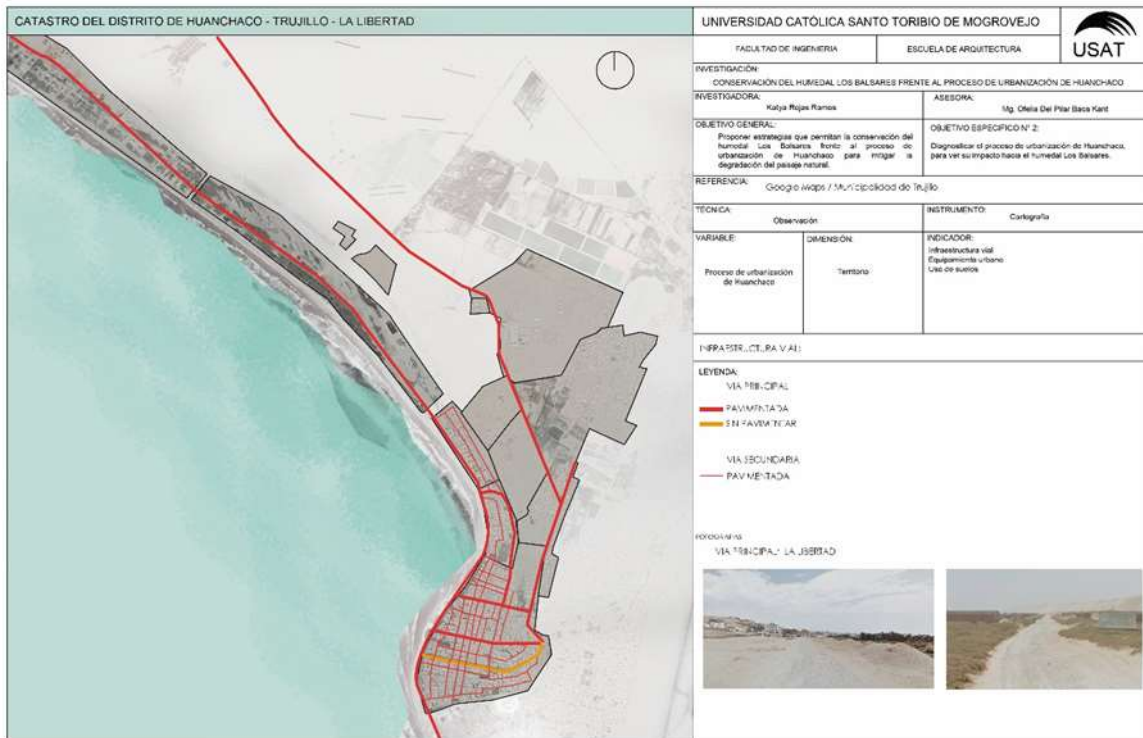 CATASTRO DEL DISTRITO DE HUANCHACO - TRUJILLO - LA LIBERTAD
UNIVERSIDAD CATÓLICA SANTO TORIBIO DE MOGROVEJO
USAT
FACULTAD DE INGENIERIA
ESCUELA DE ARQUITECTURA
INVESTIGACIÓN:
CONSERVACIÓN DEL HUMEDAL LOS BALSARES FRENTE AL PROCESO DE URBANIZACIÓN DE HUANCHACO
INVESTIGADORA:
Katya Rojas Ramos
ASESORA:
Mg. Ofelia Del Pilar Baca Kant
OBJETIVO GENERAL:
Proponer estrategias que permitan la conservación del
humedal Los Balsares frente al proceso de
urbanización de Huanchaco para mitigar la
degradación del paisaje natural.
OBJETIVO ESPECIFICO N° 2:
Diagnosticar el proceso de urbanización de Huanchaco,
para ver su impacto hacia el humedal Los Balsares.
REFERENCIA:
Google Maps / Municipalidad de Trujillo
TÉCNICA:
Observación
INSTRUMENTO:
Cartografía
VARIABLE:
Proceso de urbanización
de Huanchaco
DIMENSIÓN:
Territorio
INDICADOR:
Infraestructura vial
Equipamiento urbano
Uso de suelos
INFRAESTRUCTURA VIAL:
LEYENDA:
VIA PRINCIPAL
PAVIMENTADA
SIN PAVIMENTAR
VIA SECUNDARIA
PAVIMENTADA
FOTOGRAFIAS
VIA PRINCIPAL: LA LIBERTAD